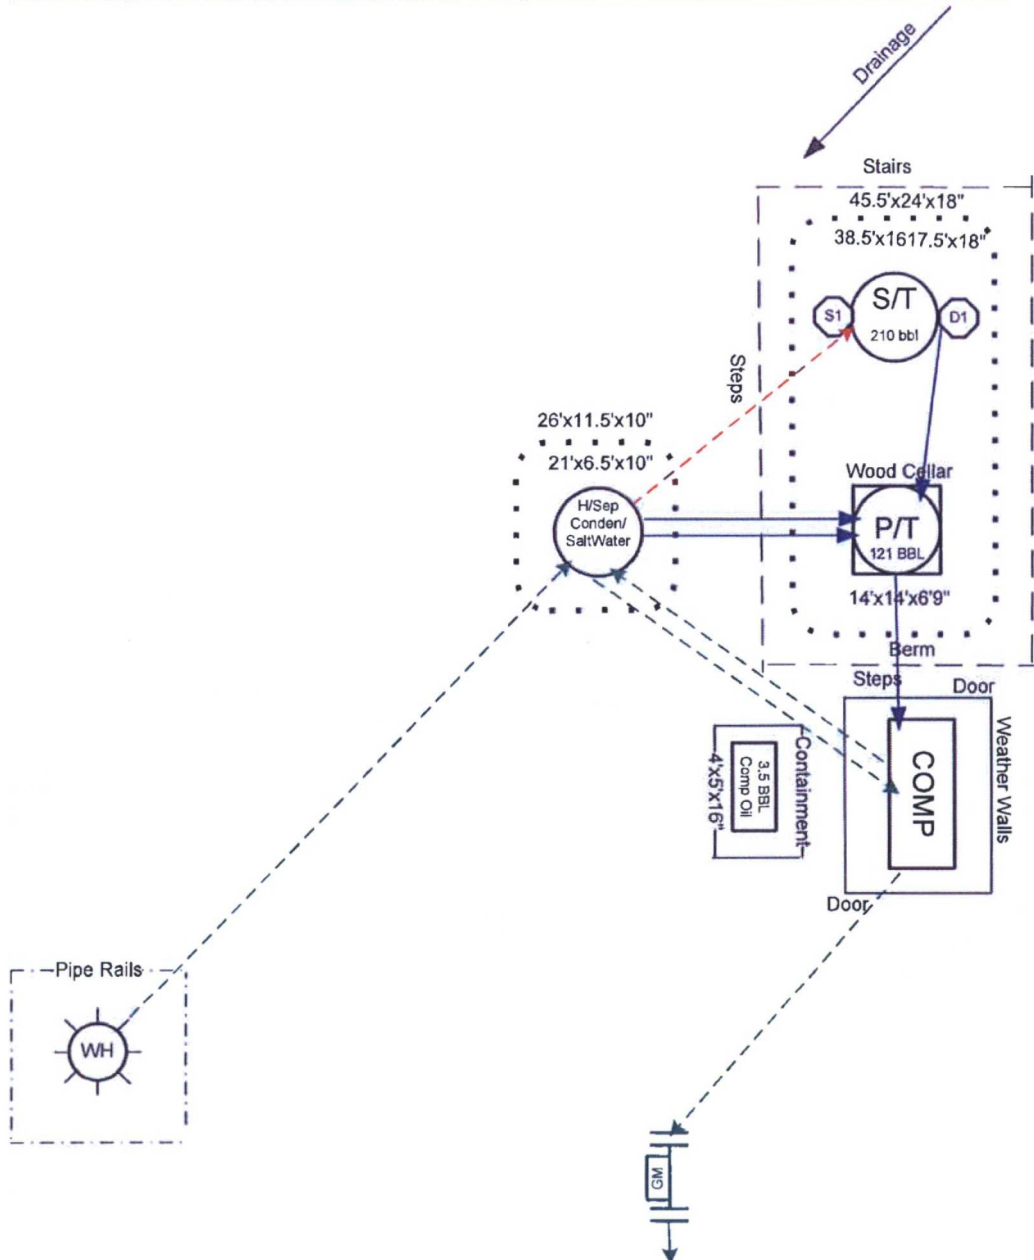 Drainage
Stairs
45.5'x24'x18"
38.5'x1617.5'x18"
S/T
210 bbl
S1
D1
Steps
26'x11.5'x10"
21'x6.5'x10"
H/Sep
Conden/
SaltWater
Wood Cellar
P/T
121 BBL
14'x14'x6'9"
Berm
Steps
Door
Weather Walls
COMP
Containment
3.5 BBL
Comp Oil
4'x5'x16"
Door
Pipe Rails
WH
GM